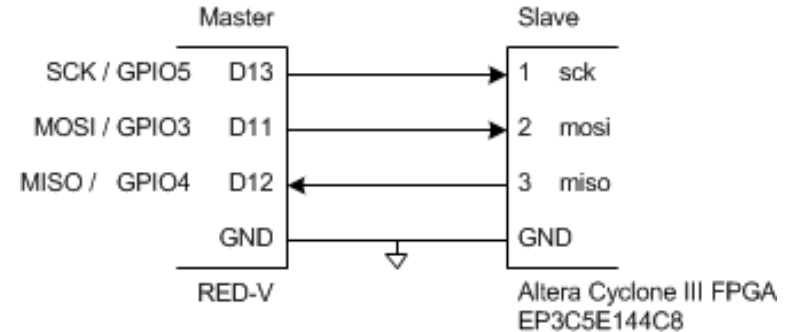 Master Slave
SCK / GPIO5 D13 1 sck
MOSI / GPIO3 D11 2 mosi
MISO / GPIO4 D12 3 miso
GND GND
RED-V Altera Cyclone III FPGA
EP3C5E144C8